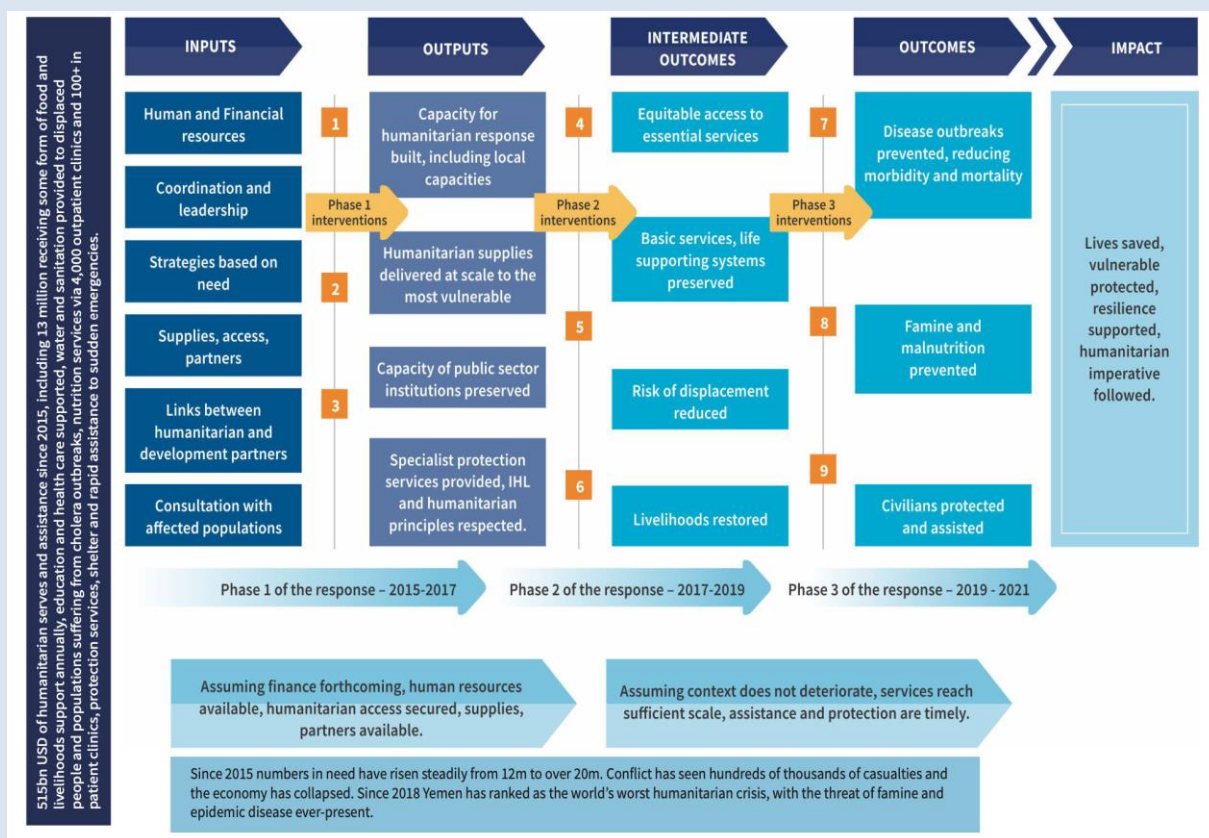 515bn USD of humanitarian serves and assistance since 2015, including 13 million receiving some form of food and
livelihoods support annually, education and health care supported, water and sanitation provided to displaced
people and populations suffering from cholera outbreaks, nutrition services via 4,000 outpatient clinics and 100+ in
patient clinics, protection services, shelter and rapid assistance to sudden emergencies.
INPUTS
Human and Financial
resources
Coordination and
leadership
Strategies based on
need
Supplies, access,
partners
Links between
humanitarian and
development partners
Consultation with
affected populations
1
Phase 1
interventions
2
3
OUTPUTS
Capacity for
humanitarian response
built, including local
capacities
Humanitarian supplies
delivered at scale to the
most vulnerable
Capacity of public sector
institutions preserved
Specialist protection
services provided, IHL
and humanitarian
principles respected.
4
Phase 2
interventions
5
6
INTERMEDIATE
OUTCOMES
Equitable access to
essential services
Basic services, life
supporting systems
preserved
Risk of displacement
reduced
Livelihoods restored
7
Phase 3
interventions
8
9
OUTCOMES
Disease outbreaks
prevented, reducing
morbidity and mortality
Famine and
malnutrition
prevented
Civilians protected
and assisted
IMPACT
Lives saved,
vulnerable
protected,
resilience
supported,
humanitarian
imperative
followed.
Phase 1 of the response – 2015-2017
Phase 2 of the response – 2017-2019
Phase 3 of the response – 2019 - 2021
Assuming finance forthcoming, human resources
available, humanitarian access secured, supplies,
partners available.
Assuming context does not deteriorate, services reach
sufficient scale, assistance and protection are timely.
Since 2015 numbers in need have risen steadily from 12m to over 20m. Conflict has seen hundreds of thousands of casualties and
the economy has collapsed. Since 2018 Yemen has ranked as the world's worst humanitarian crisis, with the threat of famine and
epidemic disease ever-present.